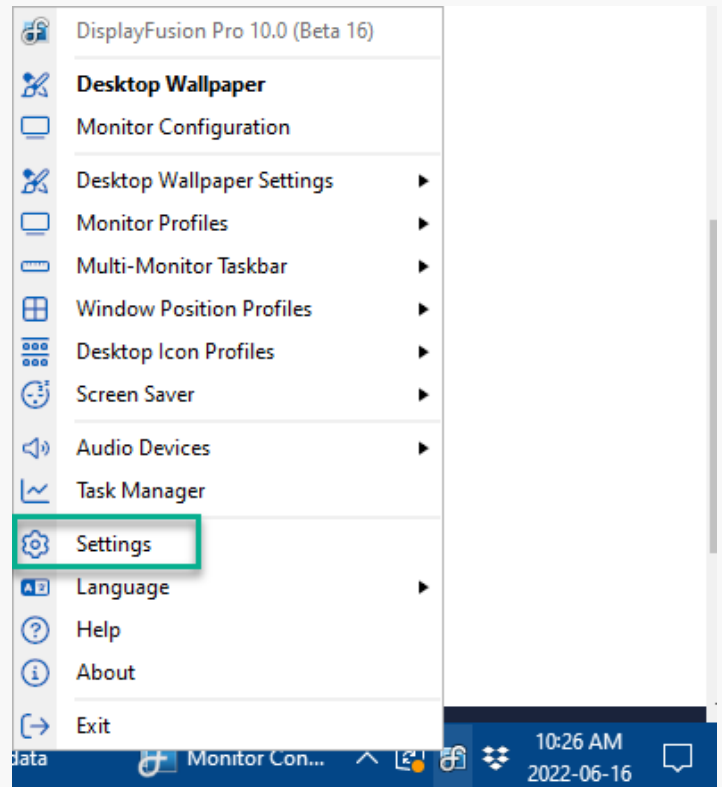 DisplayFusion Pro 10.0 (Beta 16)
Desktop Wallpaper
Monitor Configuration
Desktop Wallpaper Settings
Monitor Profiles
Multi-Monitor Taskbar
Window Position Profiles
Desktop Icon Profiles
Screen Saver
Audio Devices
Task Manager
Settings
Language
Help
About
Exit
data
Monitor Con...
10:26 AM
2022-06-16